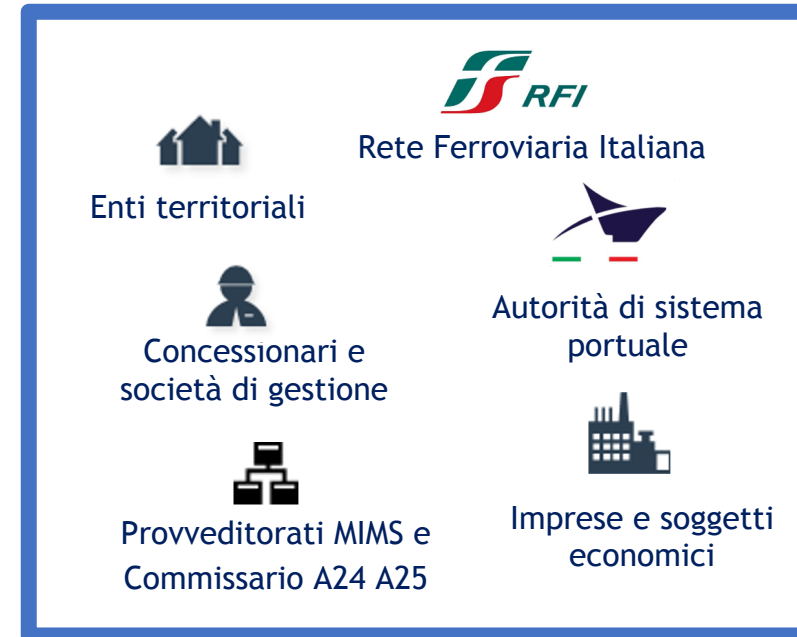 RFI
Rete Ferroviaria Italiana
Enti territoriali
Autorità di sistema
portuale
Concessionari e
società di gestione
Imprese e soggetti
economici
Provveditorati MIMS e
Commissario A24 A25